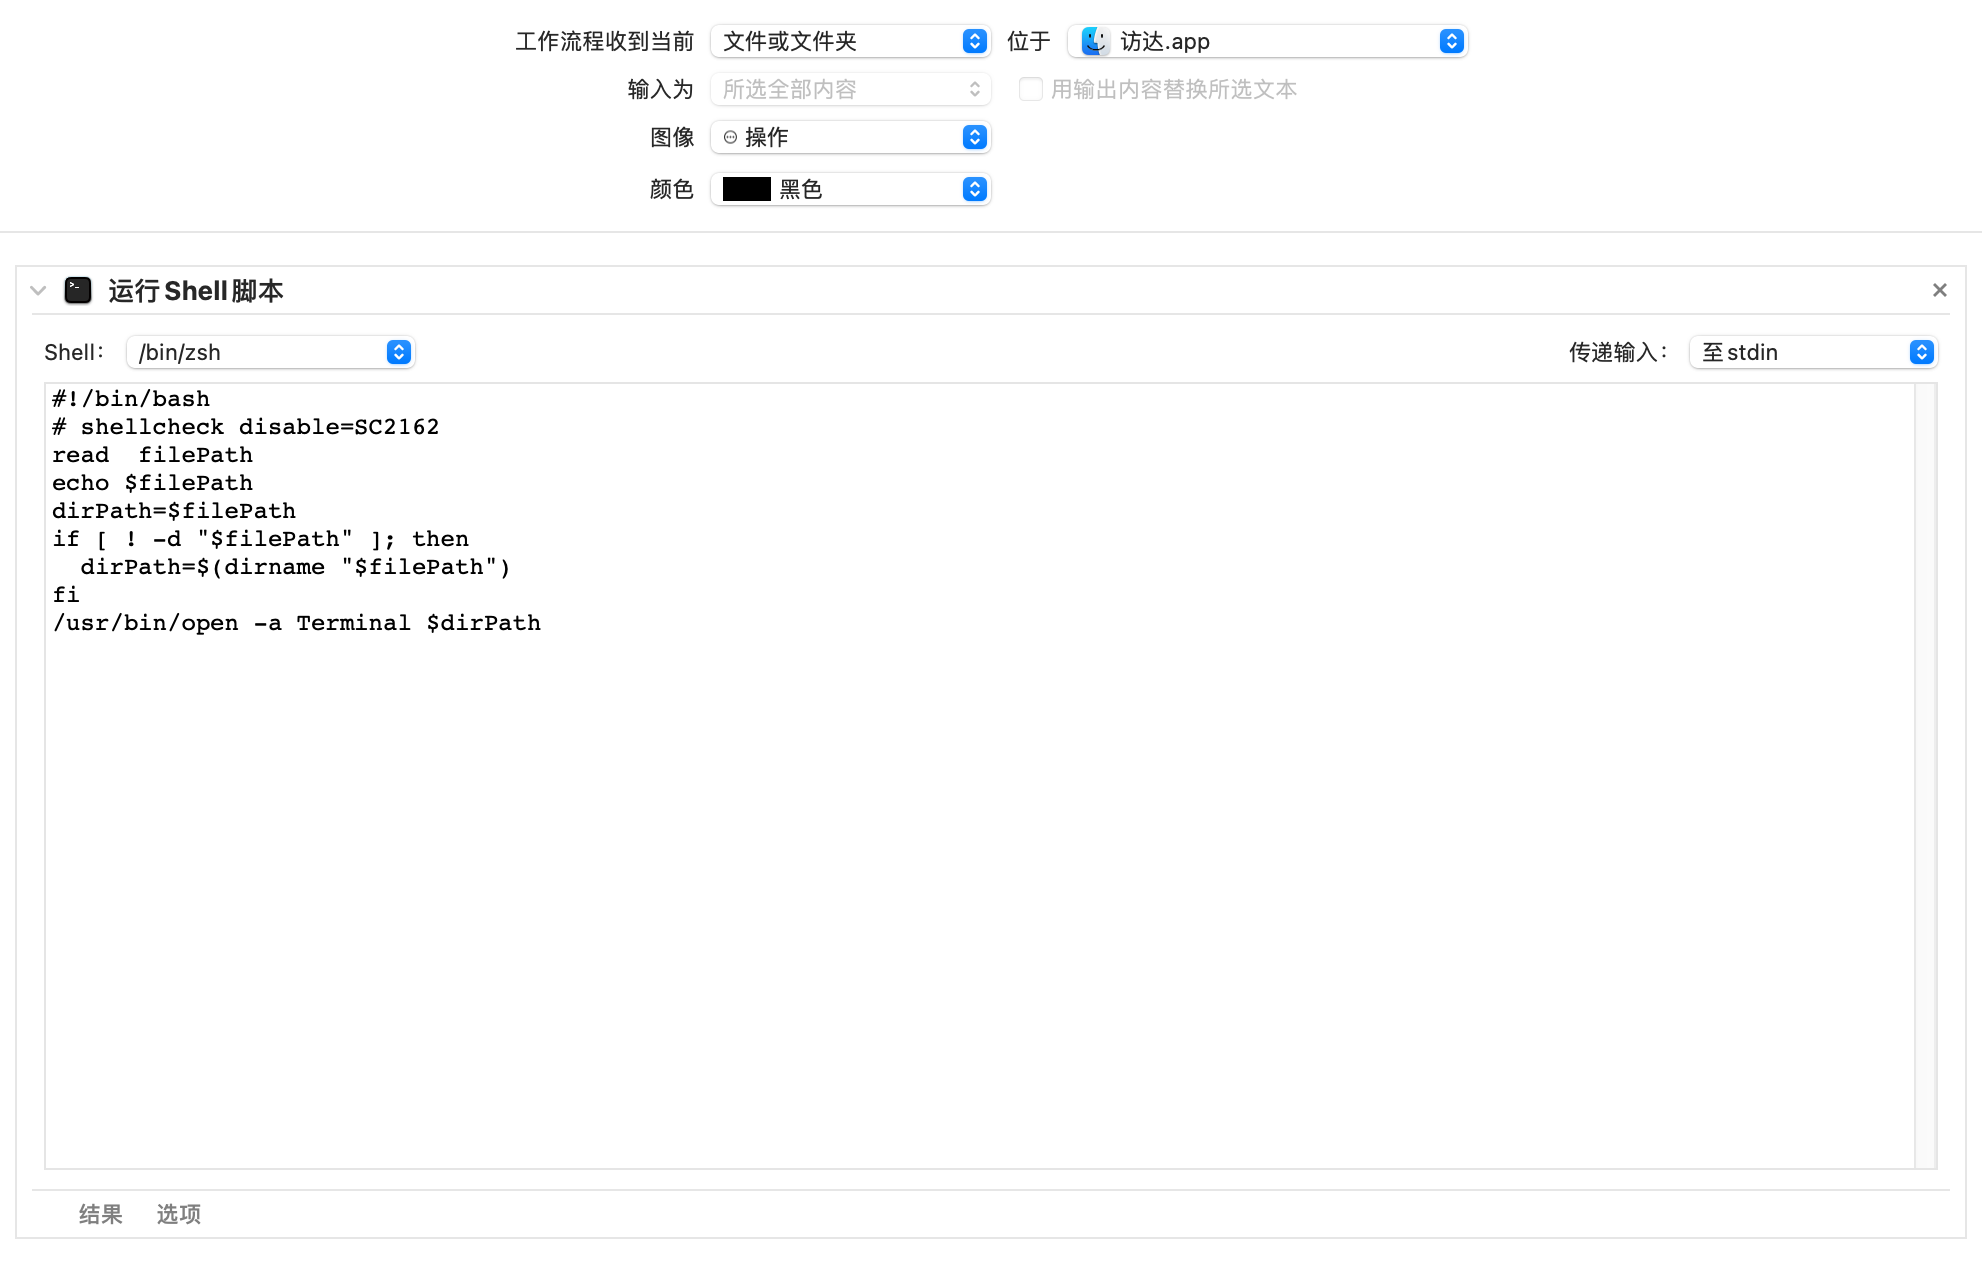 工作流程收到当前 文件或文件夹 位于 访达.app
输入为 所选全部内容 用输出内容替换所选文本
图像 操作
颜色 黑色
运行 Shell 脚本
Shell： /bin/zsh 传递输入： 至 stdin
#!/bin/bash
# shellcheck disable=SC2162
read  filePath
echo $filePath
dirPath=$filePath
if [ ! -d "$filePath" ]; then
  dirPath=$(dirname "$filePath")
fi
/usr/bin/open -a Terminal $dirPath
结果 选项